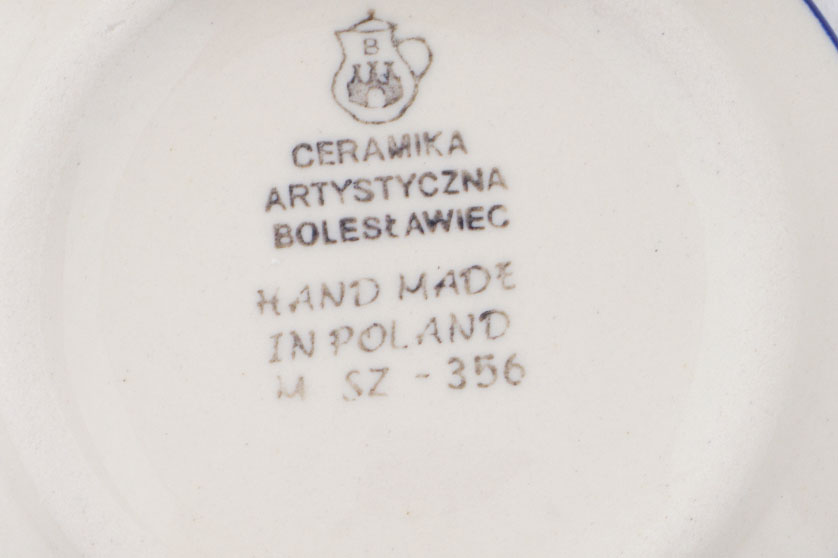 B
CERAMIKA
ARTYSTYCZNA
BOLESŁAWIEC
HAND MADE
IN POLAND
M SZ - 356